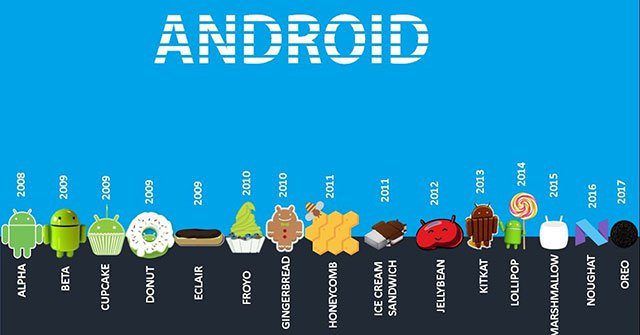 ANDROID
2008
2009
2009
2009
2009
2010
2010
2011
2011
2012
2013
2014
2015
2016
2017
ALPHA
BETA
CUPCAKE
DONUT
ECLAIR
FROYO
GINGERBREAD
HONEYCOMB
ICE CREAM
SANDWICH
JELLYBEAN
KITKAT
LOLLIPOP
MARSHMALLOW
NOUGHAT
OREO